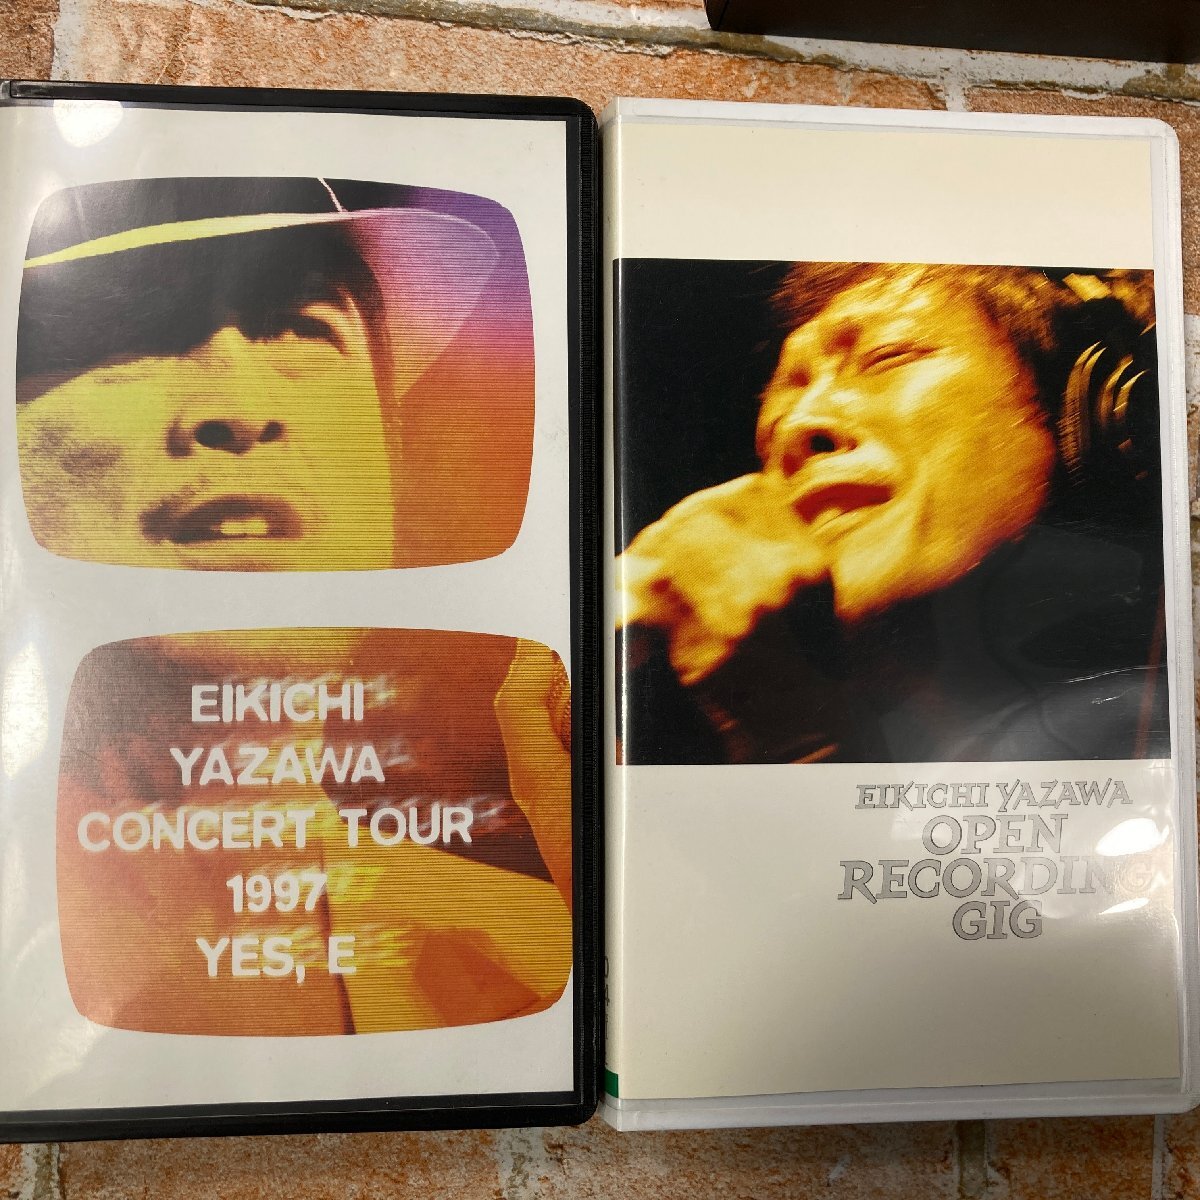 EIKICHI
YAZAWA
CONCERT TOUR
1997
YES, E
EIKICHI YAZAWA
OPEN
RECORDING
GIG